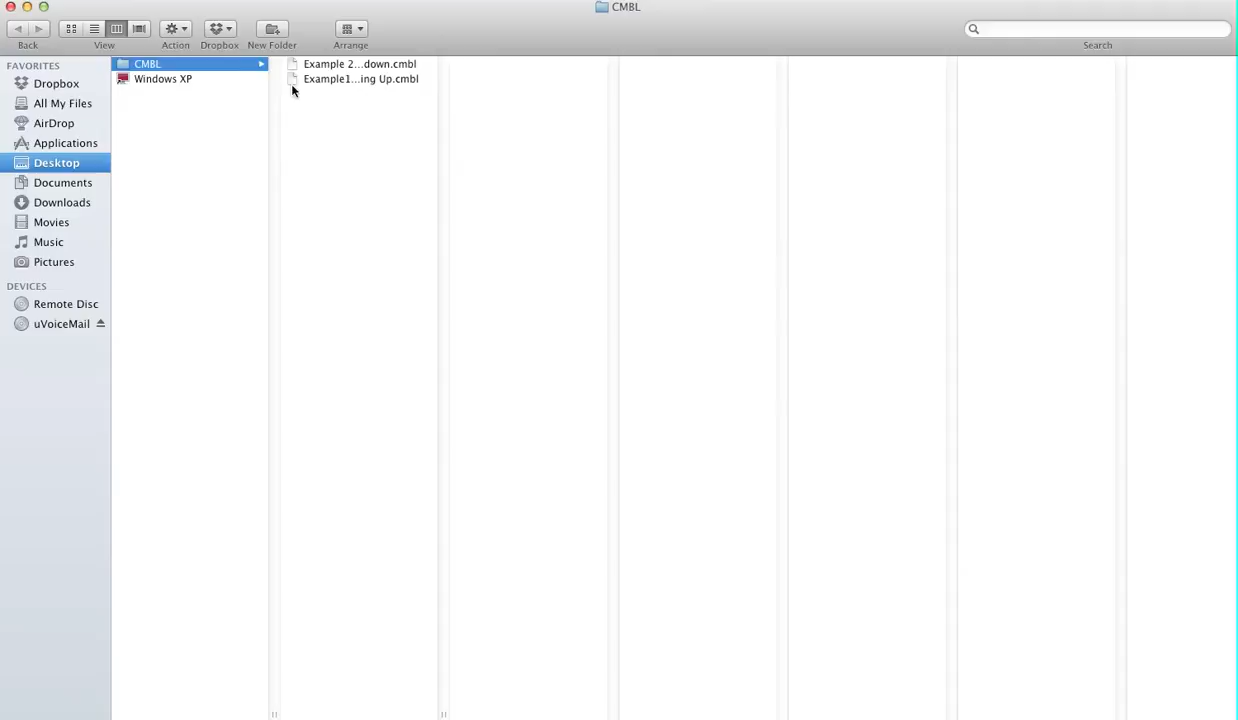 CMBL
Back
View
Action
Dropbox
New Folder
Arrange
Search
FAVORITES
Dropbox
All My Files
AirDrop
Applications
Desktop
Documents
Downloads
Movies
Music
Pictures
DEVICES
Remote Disc
uVoiceMail
CMBL
Windows XP
Example 2...down.cmbl
Example1...ing Up.cmbl